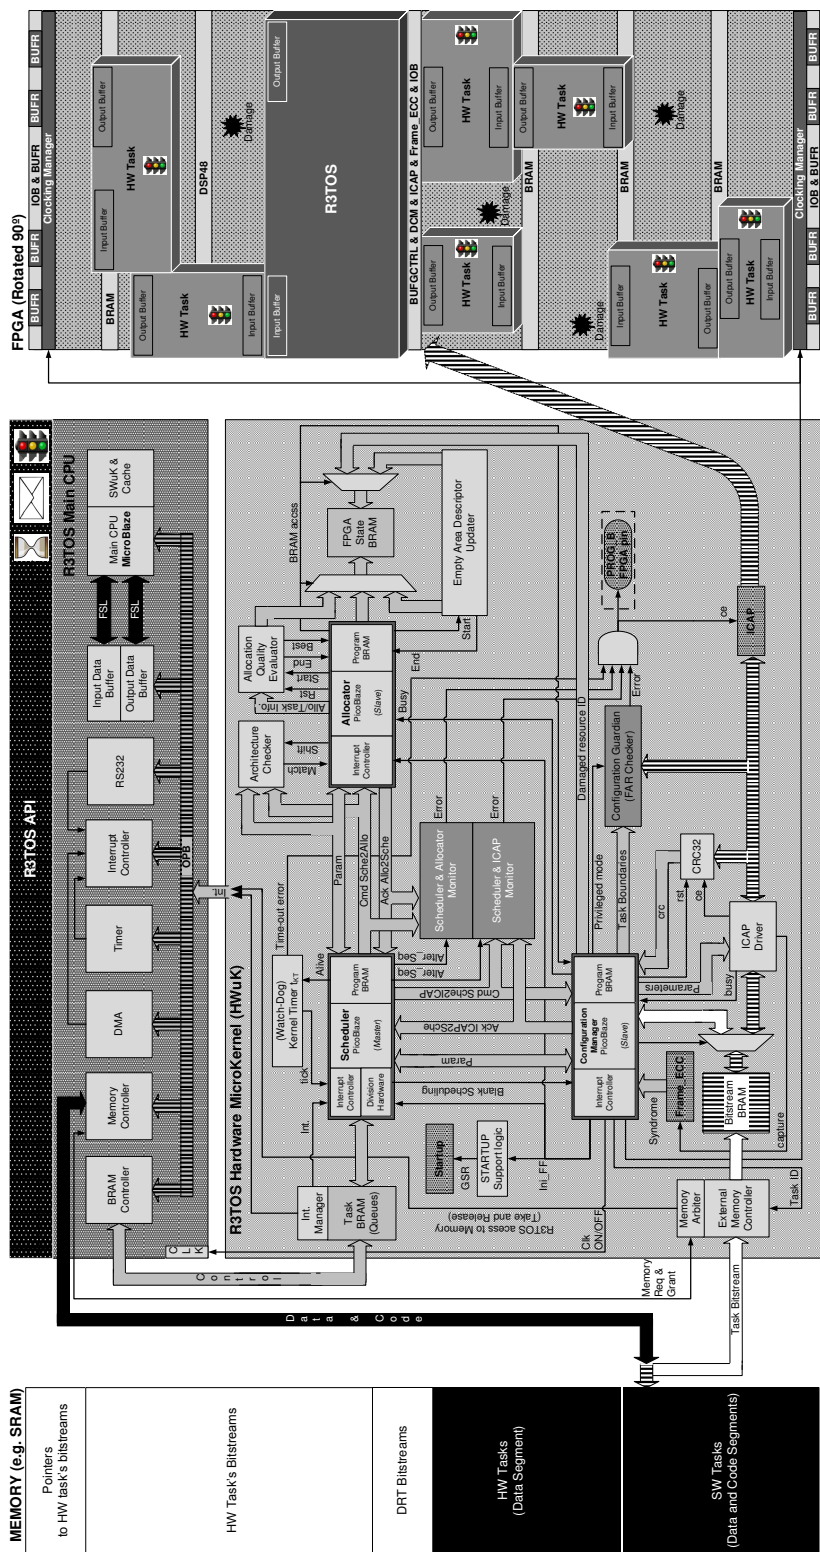 MEMORY (e.g. SRAM)
Pointers
to HW task's bitstreams
HW Task's Bitstreams
DRT Bitstreams
HW Tasks
(Data Segment)
SW Tasks
(Data and Code Segments)
R3TOS API
R3TOS Main CPU
BRAM
Controller
Memory
Controller
DMA
Timer
Interrupt
Controller
RS232
Input Data
Buffer
Output Data
Buffer
FSL
FSL
Main CPU
MicroBlaze
SWuK &
Cache
OPB
Int.
CLK
Control
Data & Code
R3TOS Hardware MicroKernel (HWuK)
Int.
Manager
Task
BRAM
(Queues)
Int.
tick
(Watch-Dog)
Kernel Timer tKT
Time-out error
Alive
Interrupt
Controller
Division
Hardware
Scheduler
PicoBlaze
(Master)
Program
BRAM
Param
Cmd Sche2Allo
Ack Allo2Sche
Alter_Seq
Alter_Seq
Cmd Sche2ICAP
Ack ICAP2Sche
Param
Blank Scheduling
Architecture
Checker
Match
Shift
Allocation
Quality
Evaluator
Allo/Task Info.
Rst
Start
End
Best
Interrupt
Controller
Allocator
PicoBlaze
(Slave)
Program
BRAM
Busy
End
Start
BRAM accss
FPGA
State
BRAM
Empty Area Descriptor
Updater
Scheduler & Allocator
Monitor
Scheduler & ICAP
Monitor
Error
Error
Startup
GSR
STARTUP
Support logic
Ini_FF
R3TOS acess to Memory
(Take and Release)
Clk
ON/OFF
Interrupt
Controller
Configuration
Manager
PicoBlaze
(Slave)
Program
BRAM
Privileged mode
Task Boundaries
Damaged resource ID
Configuration Guardian
(FAR Checker)
Error
PROG_B
FPGA pin
ce
ICAP
crc
rst
ce
CRC32
Parameters
busy
ICAP
Driver
Syndrome
Frame_ECC
Bitstream
BRAM
capture
Memory
Arbiter
External
Memory
Controller
Task ID
Memory
Req &
Grant
Task Bitstream
FPGA (Rotated 90º)
BUFR
BUFR
IOB & BUFR
BUFR
BUFR
Clocking Manager
BRAM
DSP48
Input Buffer
HW Task
Output Buffer
Output Buffer
HW Task
Input Buffer
Damage
Input Buffer
R3TOS
Output Buffer
BUFGCTRL & DCM & ICAP & Frame_ECC & IOB
Output Buffer
HW Task
Input Buffer
Output Buffer
HW Task
Input Buffer
Damage
BRAM
Output Buffer
HW Task
Input Buffer
Damage
BRAM
Damage
Input Buffer
HW Task
Output Buffer
BRAM
Output Buffer
HW Task
Input Buffer
Clocking Manager
BUFR
BUFR
IOB & BUFR
BUFR
BUFR